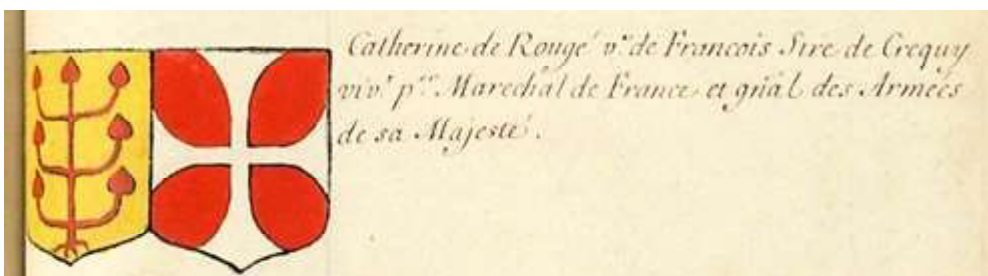 Catherine de Rougé v.e de Francois Sire de Crequy
viv.t p.er Marechal de France et gñal des Armées
de sa Majesté.